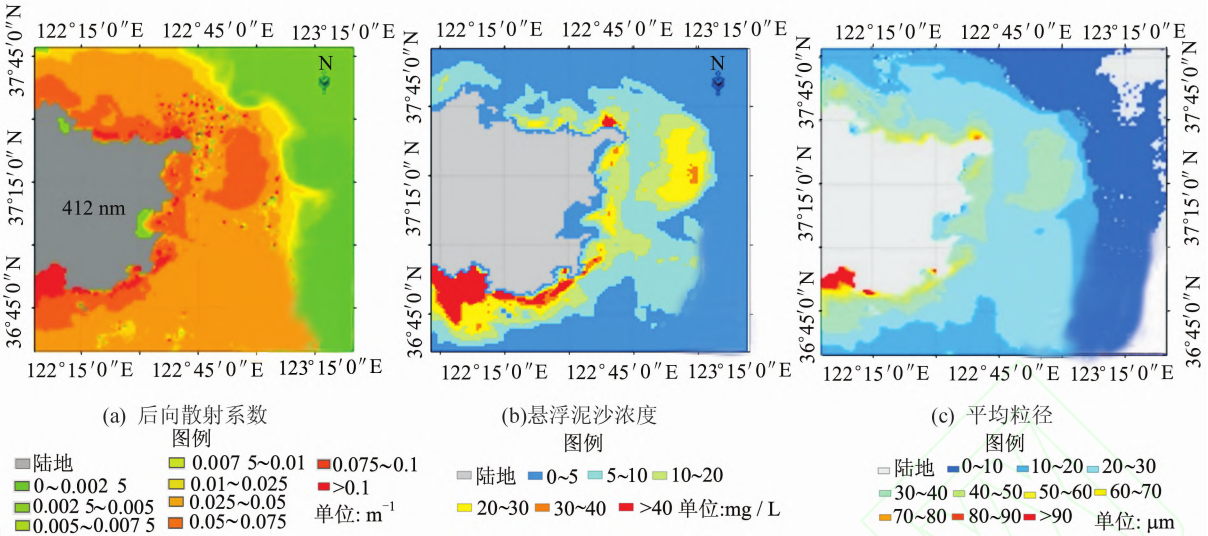 122°15′0″E 122°45′0″E 123°15′0″E
122°15′0″E 122°45′0″E 123°15′0″E
122°15′0″E 122°45′0″E 123°15′0″E
37°45′0″N
37°15′0″N
36°45′0″N
N
412 nm
37°45′0″N
37°15′0″N
36°45′0″N
N
37°45′0″N
37°15′0″N
36°45′0″N
37°45′0″N
37°15′0″N
36°45′0″N
122°15′0″E 122°45′0″E 123°15′0″E
122°15′0″E 122°45′0″E 123°15′0″E
122°15′0″E 122°45′0″E 123°15′0″E
(a) 后向散射系数
图例
陆地 0.007 5~0.01 0.075~0.1
0~0.002 5 0.01~0.025 >0.1
0.002 5~0.005 0.025~0.05 单位: m⁻¹
0.005~0.007 5 0.05~0.075
(b)悬浮泥沙浓度
图例
陆地 0~5 5~10 10~20
20~30 30~40 >40 单位:mg / L
(c) 平均粒径
图例
陆地 0~10 10~20 20~30
30~40 40~50 50~60 60~70
70~80 80~90 >90 单位: μm